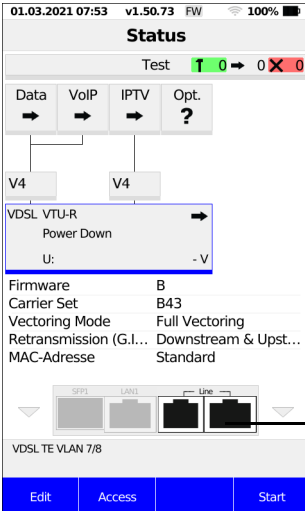 01.03.2021 07:53 v1.50.73 FW 100%
Status
Test 0 0 0
Data VoIP IPTV Opt.
?
V4 V4
VDSL VTU-R
Power Down
U: - V
Firmware B
Carrier Set B43
Vectoring Mode Full Vectoring
Retransmission (G.I... Downstream & Upst...
MAC-Adresse Standard
SFP1 LAN1 Line
VDSL TE VLAN 7/8
Edit Access Start